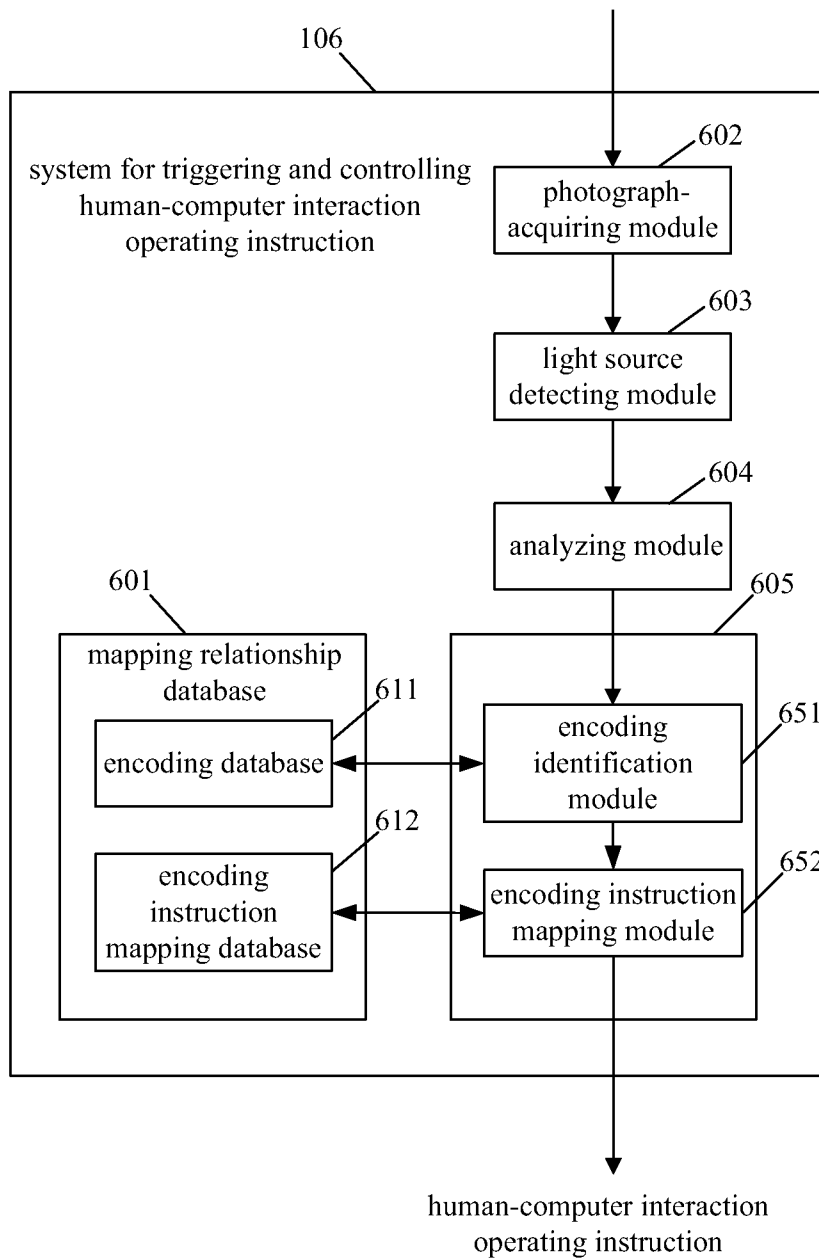 106
system for triggering and controlling
human-computer interaction
operating instruction
602
photograph-
acquiring module
603
light source
detecting module
604
analyzing module
601
605
mapping relationship
database
611
encoding database
651
encoding
identification
module
612
encoding
instruction
mapping database
652
encoding instruction
mapping module
human-computer interaction
operating instruction